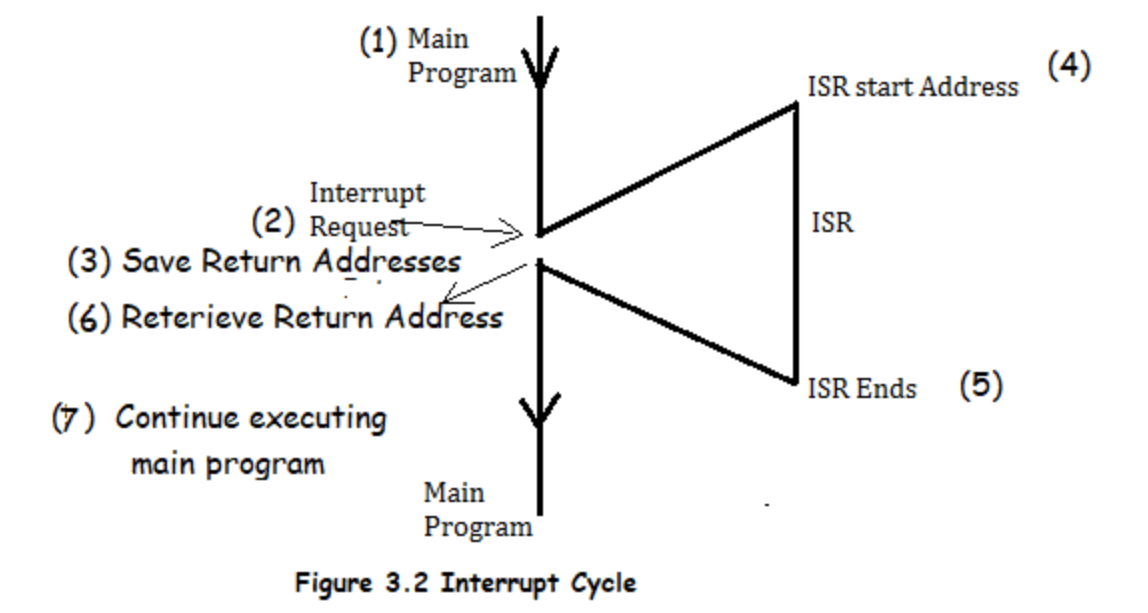 (1) Main
Program
ISR start Address (4)
Interrupt
(2) Request
ISR
(3) Save Return Addresses
(6) Reterieve Return Address
ISR Ends (5)
(7) Continue executing
main program
Main
Program
Figure 3.2 Interrupt Cycle